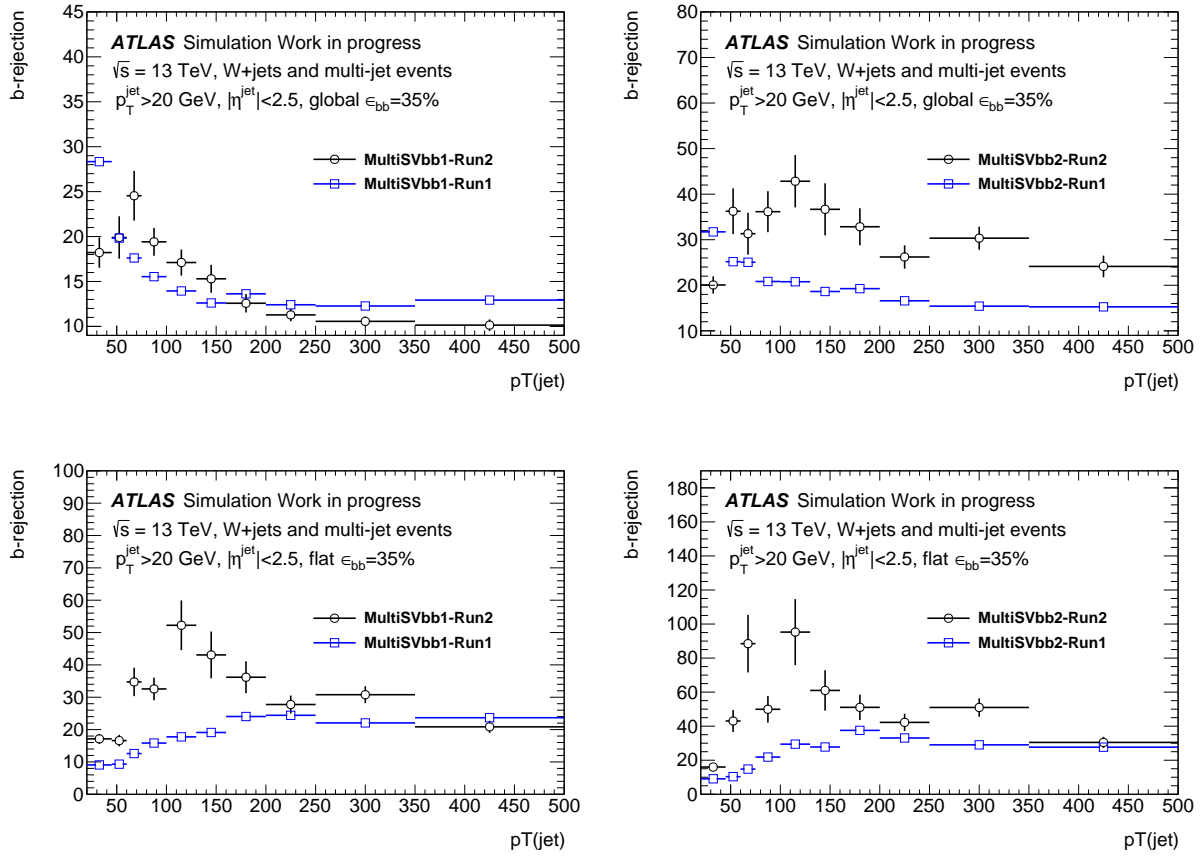 b-rejection
45
40
35
30
25
20
15
10
50 100 150 200 250 300 350 400 450 500
pT(jet)
ATLAS Simulation Work in progress
√s = 13 TeV, W+jets and multi-jet events
p_T^jet >20 GeV, |η^jet|<2.5, global ϵ_bb=35%
MultiSVbb1-Run2
MultiSVbb1-Run1
b-rejection
80
70
60
50
40
30
20
10
50 100 150 200 250 300 350 400 450 500
pT(jet)
ATLAS Simulation Work in progress
√s = 13 TeV, W+jets and multi-jet events
p_T^jet >20 GeV, |η^jet|<2.5, global ϵ_bb=35%
MultiSVbb2-Run2
MultiSVbb2-Run1
b-rejection
100
90
80
70
60
50
40
30
20
10
0
50 100 150 200 250 300 350 400 450 500
pT(jet)
ATLAS Simulation Work in progress
√s = 13 TeV, W+jets and multi-jet events
p_T^jet >20 GeV, |η^jet|<2.5, flat ϵ_bb=35%
MultiSVbb1-Run2
MultiSVbb1-Run1
b-rejection
180
160
140
120
100
80
60
40
20
0
50 100 150 200 250 300 350 400 450 500
pT(jet)
ATLAS Simulation Work in progress
√s = 13 TeV, W+jets and multi-jet events
p_T^jet >20 GeV, |η^jet|<2.5, flat ϵ_bb=35%
MultiSVbb2-Run2
MultiSVbb2-Run1